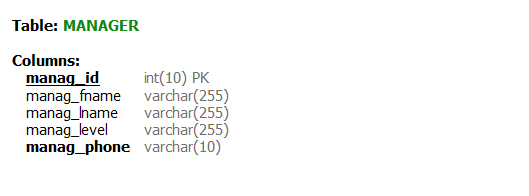 Table: MANAGER
Columns:
manag_id int(10) PK
manag_fname varchar(255)
manag_lname varchar(255)
manag_level varchar(255)
manag_phone varchar(10)